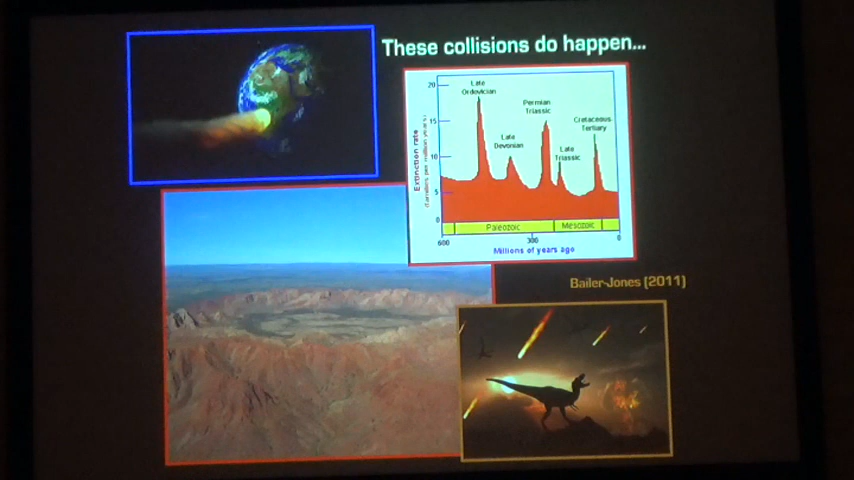 These collisions do happen...
20
15
10
5
0
Extinction rate
(families per million years)
Late
Ordovician
Late
Devonian
Permian
Triassic
Late
Triassic
Cretaceous
Tertiary
Paleozoic
Mesozoic
600
300
0
Millions of years ago
Bailer-Jones (2011)